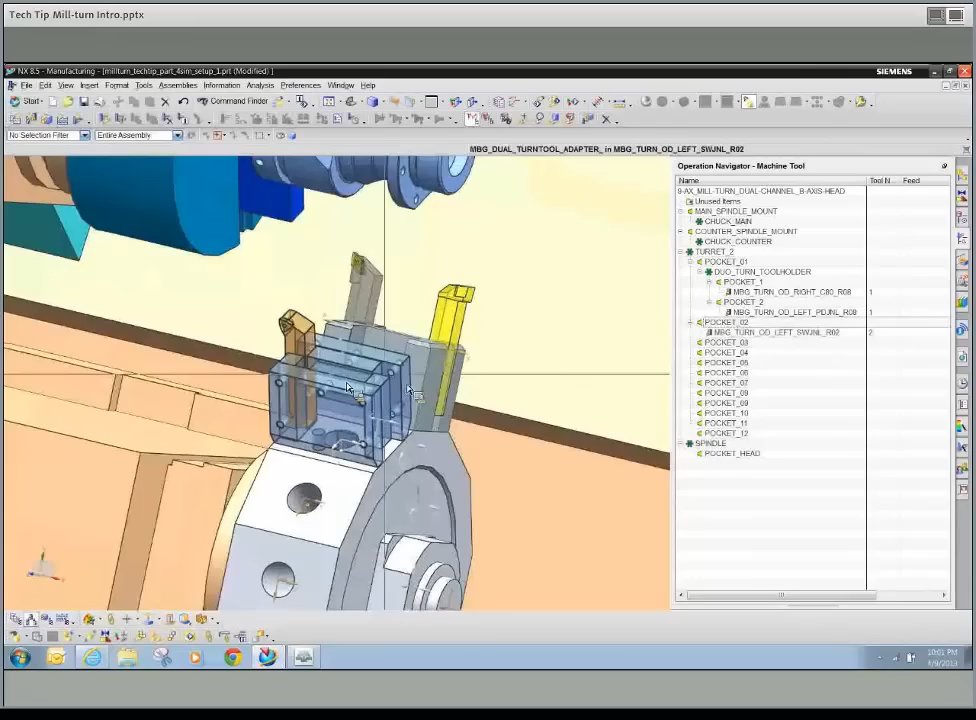 Tech Tip Mill-turn Intro.pptx
NX 8.5 - Manufacturing - [millturn_techtip_part_4sim_setup_1.prt (Modified) ]
SIEMENS
File Edit View Insert Format Tools Assemblies Information Analysis Preferences Window Help
Start Command Finder
No Selection Filter Entire Assembly
MBG_DUAL_TURNTOOL_ADAPTER_ in MBG_TURN_OD_LEFT_SWJNL_R02
Operation Navigator - Machine Tool
Name Tool N... Feed
9-AX_MILL-TURN_DUAL-CHANNEL_B-AXIS-HEAD
Unused Items
MAIN_SPINDLE_MOUNT
CHUCK_MAIN
COUNTER_SPINDLE_MOUNT
CHUCK_COUNTER
TURRET_2
POCKET_01
DUO_TURN_TOOLHOLDER
POCKET_1
MBG_TURN_OD_RIGHT_C80_R08 1
POCKET_2
MBG_TURN_OD_LEFT_PDJNL_R08 1
POCKET_02
MBG_TURN_OD_LEFT_SWJNL_R02 2
POCKET_03
POCKET_04
POCKET_05
POCKET_06
POCKET_07
POCKET_08
POCKET_09
POCKET_10
POCKET_11
POCKET_12
SPINDLE
POCKET_HEAD
10:01 PM
4/9/2013